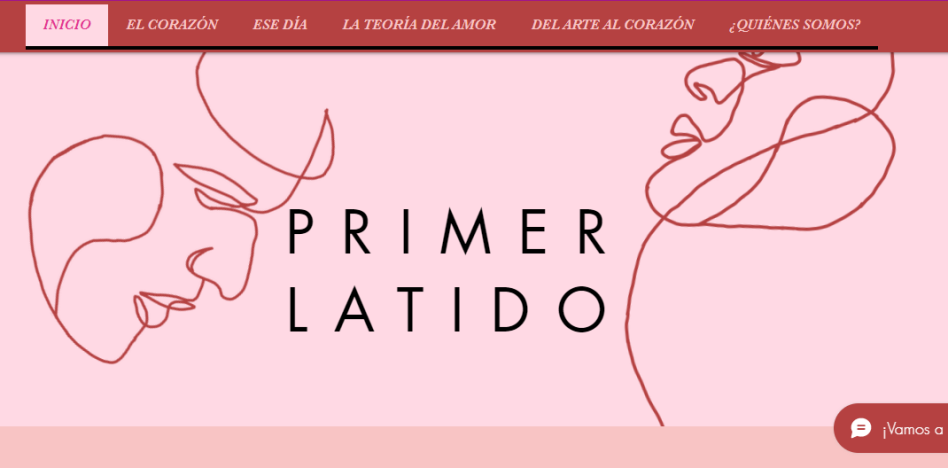 INICIO EL CORAZÓN ESE DÍA LA TEORÍA DEL AMOR DEL ARTE AL CORAZÓN ¿QUIÉNES SOMOS?
PRIMER
LATIDO
¡Vamos a